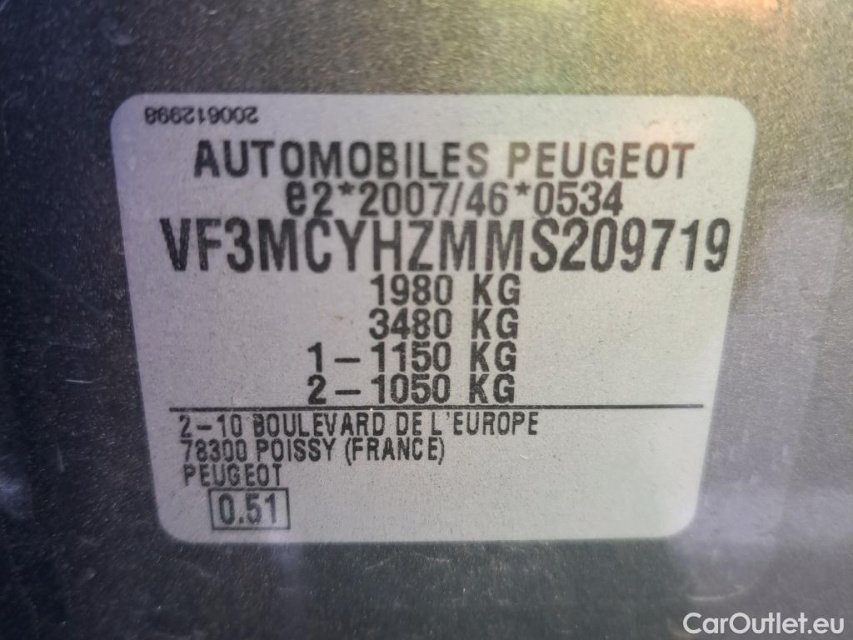 200612998
AUTOMOBILES PEUGEOT
e2*2007/46*0534
VF3MCYHZMMS209719
1980 KG
3480 KG
1-1150 KG
2-1050 KG
2-10 BOULEVARD DE L'EUROPE
78300 POISSY (FRANCE)
PEUGEOT
0.51
CarOutlet.eu